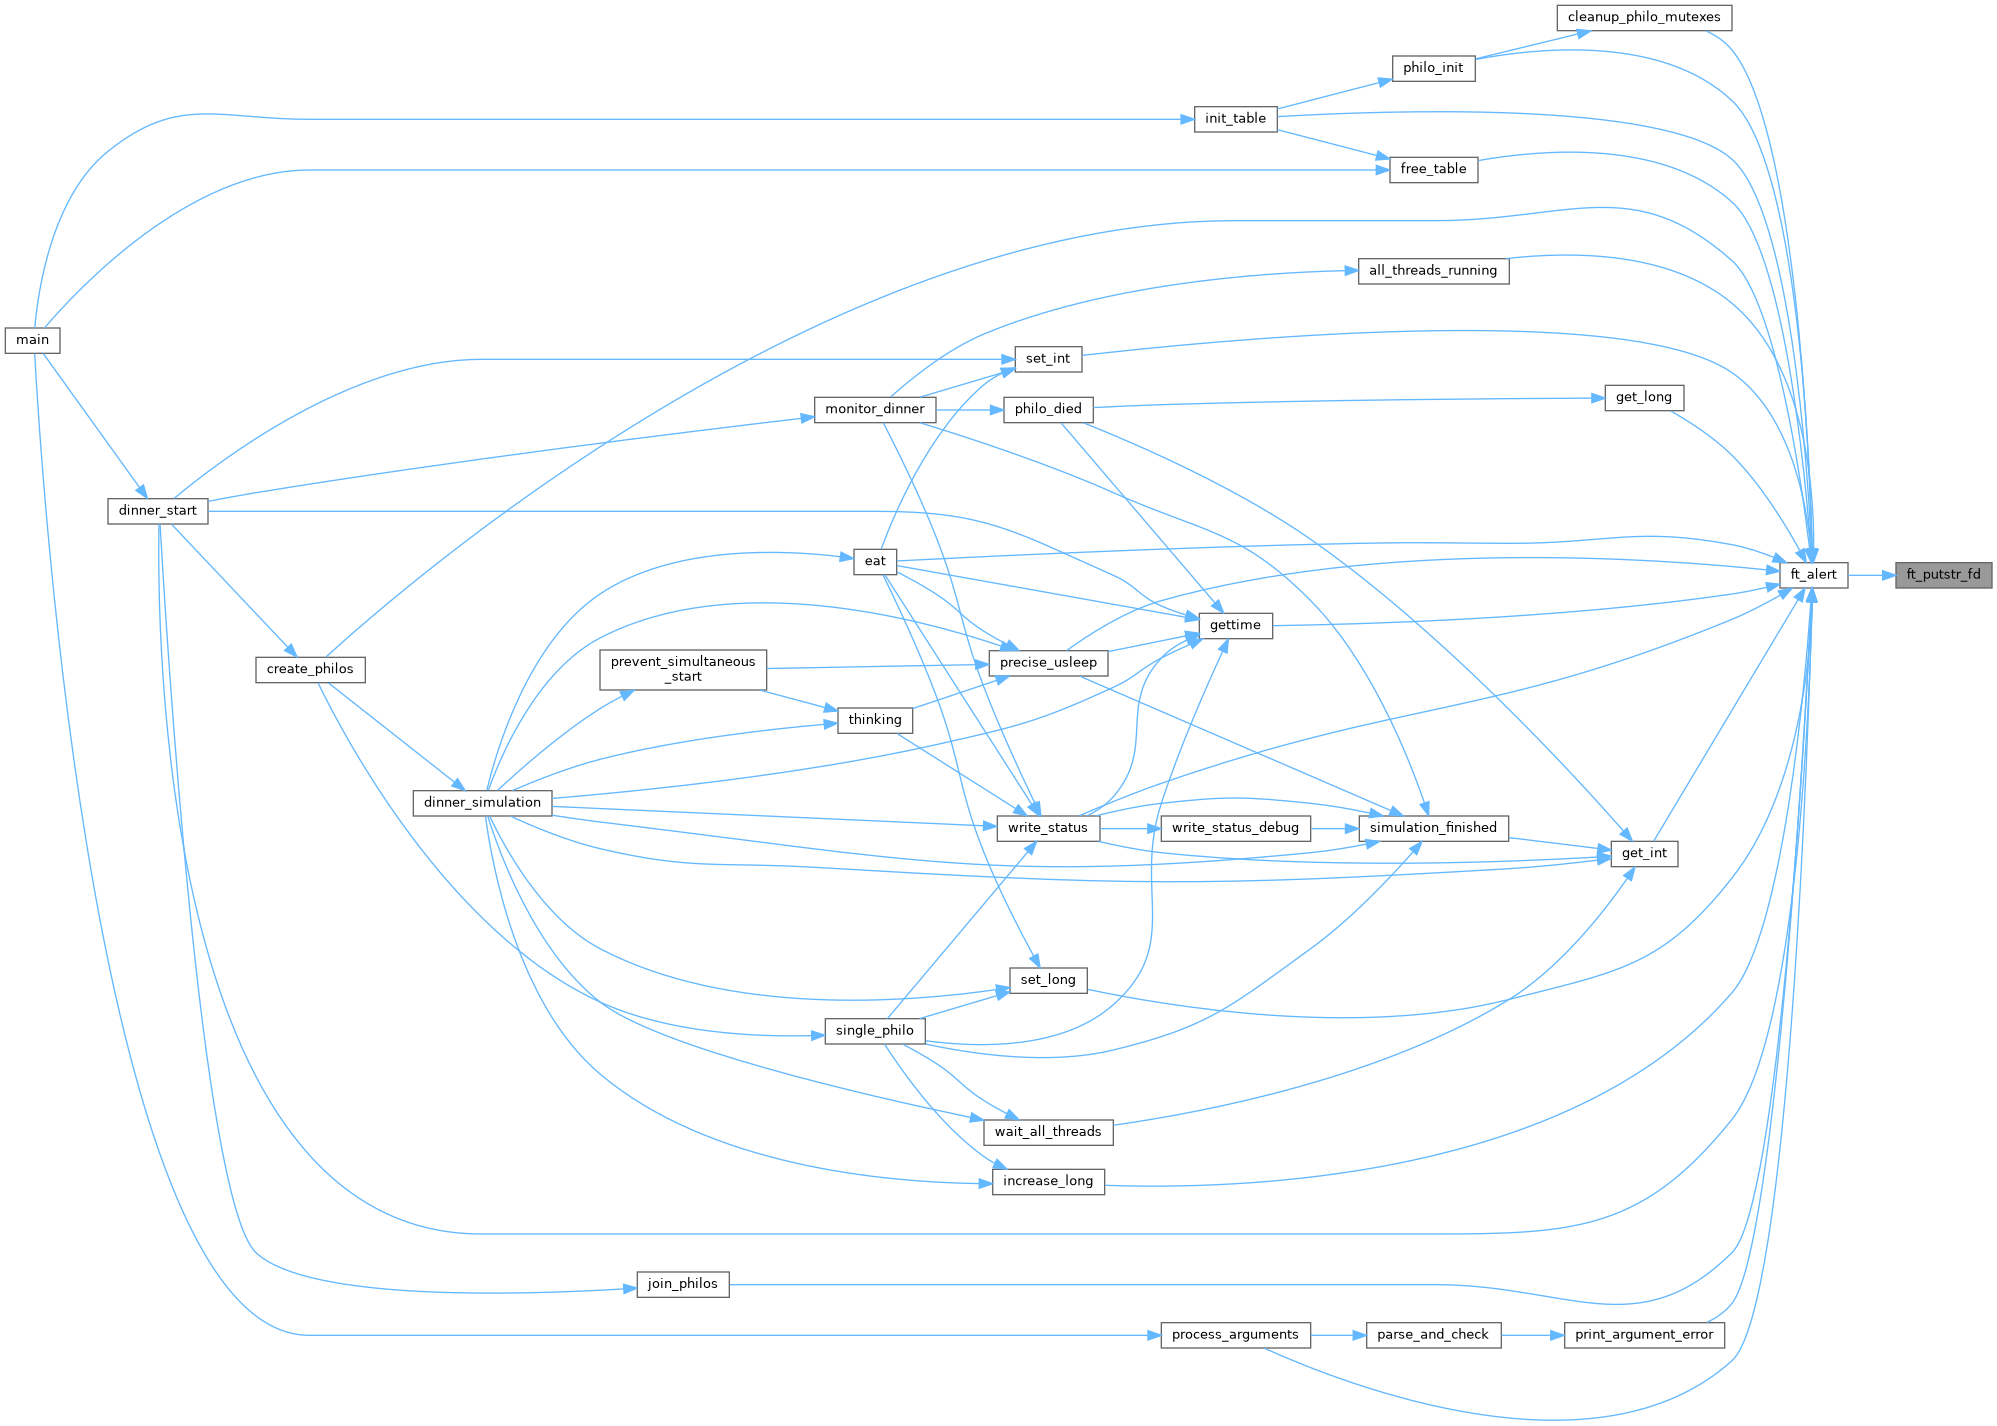 cleanup_philo_mutexes
philo_init
init_table
free_table
all_threads_running
main
set_int
get_long
monitor_dinner
philo_died
dinner_start
eat
ft_alert
ft_putstr_fd
gettime
create_philos
prevent_simultaneous
_start
precise_usleep
thinking
dinner_simulation
write_status
write_status_debug
simulation_finished
get_int
set_long
single_philo
wait_all_threads
increase_long
join_philos
process_arguments
parse_and_check
print_argument_error